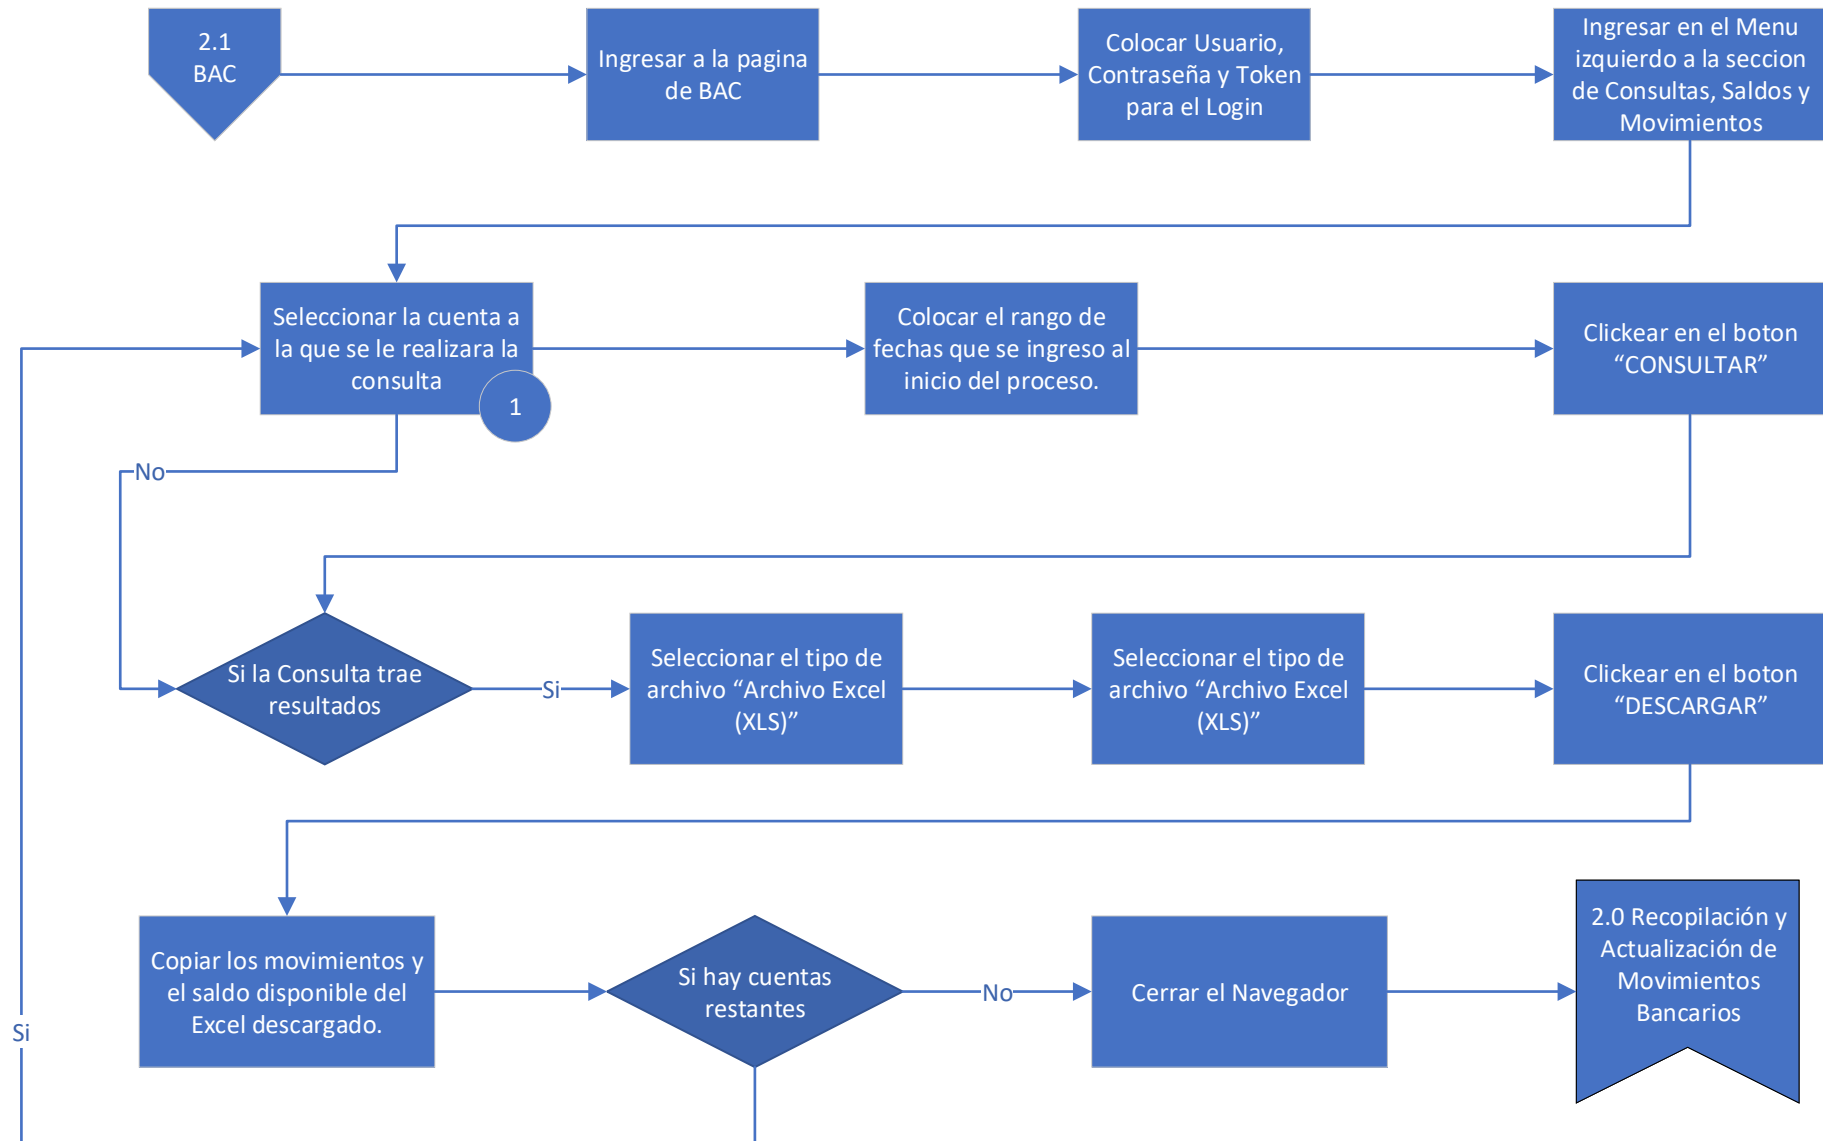 2.1
BAC
Ingresar a la pagina
de BAC
Colocar Usuario,
Contraseña y Token
para el Login
Ingresar en el Menu
izquierdo a la seccion
de Consultas, Saldos y
Movimientos
Seleccionar la cuenta a
la que se le realizara la
consulta
1
Colocar el rango de
fechas que se ingreso al
inicio del proceso.
Clickear en el boton
“CONSULTAR”
No
Si la Consulta trae
resultados
Si
Seleccionar el tipo de
archivo “Archivo Excel
(XLS)”
Seleccionar el tipo de
archivo “Archivo Excel
(XLS)”
Clickear en el boton
“DESCARGAR”
Copiar los movimientos y
el saldo disponible del
Excel descargado.
Si hay cuentas
restantes
No
Cerrar el Navegador
2.0 Recopilación y
Actualización de
Movimientos
Bancarios
Si